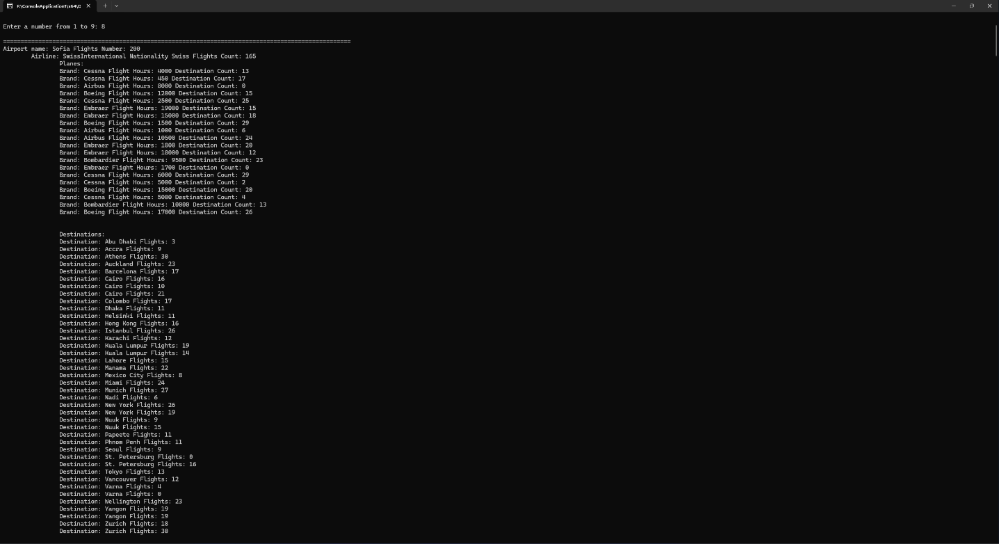 F:\ConsoleApplication1\x64\D
Enter a number from 1 to 9: 8
====================================================================================================
Airport name: Sofia Flights Number: 200
Airline: SwissInternational Nationality Swiss Flights Count: 165
Planes:
Brand: Cessna Flight Hours: 4000 Destination Count: 13
Brand: Cessna Flight Hours: 450 Destination Count: 17
Brand: Airbus Flight Hours: 8000 Destination Count: 0
Brand: Boeing Flight Hours: 12000 Destination Count: 15
Brand: Cessna Flight Hours: 2500 Destination Count: 25
Brand: Embraer Flight Hours: 19000 Destination Count: 15
Brand: Embraer Flight Hours: 15000 Destination Count: 18
Brand: Boeing Flight Hours: 1500 Destination Count: 29
Brand: Airbus Flight Hours: 1000 Destination Count: 6
Brand: Airbus Flight Hours: 10500 Destination Count: 24
Brand: Embraer Flight Hours: 1800 Destination Count: 20
Brand: Embraer Flight Hours: 18000 Destination Count: 12
Brand: Bombardier Flight Hours: 9500 Destination Count: 23
Brand: Embraer Flight Hours: 1700 Destination Count: 0
Brand: Cessna Flight Hours: 6000 Destination Count: 29
Brand: Cessna Flight Hours: 5000 Destination Count: 2
Brand: Boeing Flight Hours: 15000 Destination Count: 20
Brand: Cessna Flight Hours: 5000 Destination Count: 4
Brand: Bombardier Flight Hours: 10000 Destination Count: 13
Brand: Boeing Flight Hours: 17000 Destination Count: 26
Destinations:
Destination: Abu Dhabi Flights: 3
Destination: Accra Flights: 9
Destination: Athens Flights: 30
Destination: Auckland Flights: 23
Destination: Barcelona Flights: 17
Destination: Cairo Flights: 16
Destination: Cairo Flights: 10
Destination: Cairo Flights: 21
Destination: Colombo Flights: 17
Destination: Dhaka Flights: 11
Destination: Helsinki Flights: 11
Destination: Hong Kong Flights: 16
Destination: Istanbul Flights: 26
Destination: Karachi Flights: 12
Destination: Kuala Lumpur Flights: 19
Destination: Kuala Lumpur Flights: 14
Destination: Lahore Flights: 15
Destination: Manama Flights: 22
Destination: Mexico City Flights: 8
Destination: Miami Flights: 24
Destination: Munich Flights: 27
Destination: Nadi Flights: 6
Destination: New York Flights: 26
Destination: New York Flights: 19
Destination: Nuuk Flights: 9
Destination: Nuuk Flights: 15
Destination: Papeete Flights: 11
Destination: Phnom Penh Flights: 11
Destination: Seoul Flights: 9
Destination: St. Petersburg Flights: 0
Destination: St. Petersburg Flights: 16
Destination: Tokyo Flights: 13
Destination: Vancouver Flights: 12
Destination: Varna Flights: 4
Destination: Varna Flights: 0
Destination: Wellington Flights: 23
Destination: Yangon Flights: 19
Destination: Yangon Flights: 19
Destination: Zurich Flights: 18
Destination: Zurich Flights: 30